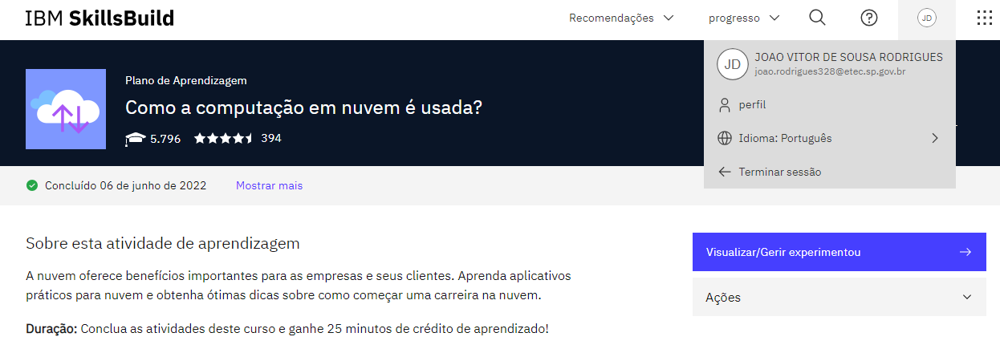 IBM SkillsBuild
Recomendações
progresso
JD
JD
JOAO VITOR DE SOUSA RODRIGUES
joao.rodrigues328@etec.sp.gov.br
perfil
Idioma: Português
Terminar sessão
Plano de Aprendizagem
Como a computação em nuvem é usada?
5.796
394
Concluído 06 de junho de 2022
Mostrar mais
Sobre esta atividade de aprendizagem
A nuvem oferece benefícios importantes para as empresas e seus clientes. Aprenda aplicativos
práticos para nuvem e obtenha ótimas dicas sobre como começar uma carreira na nuvem.
Duração: Conclua as atividades deste curso e ganhe 25 minutos de crédito de aprendizado!
Visualizar/Gerir experimentou
Ações